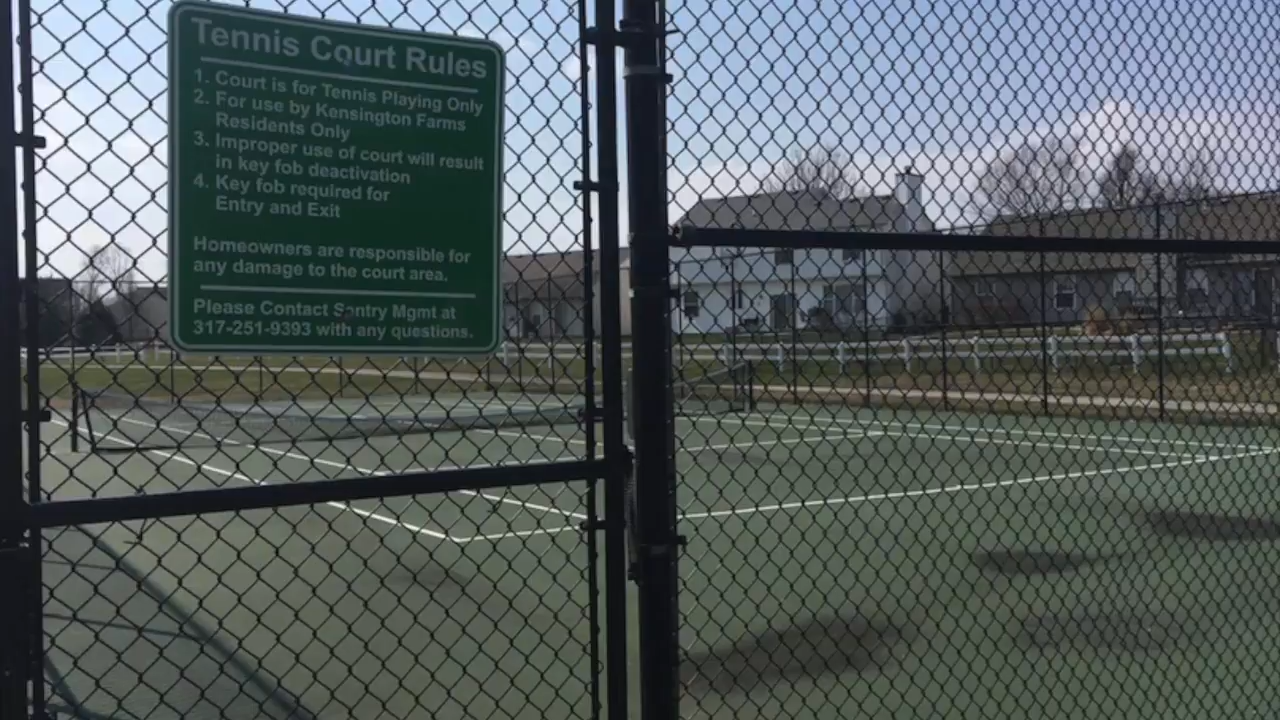 Tennis Court Rules
1. Court is for Tennis Playing Only
2. For use by Kensington Farms
Residents Only
3. Improper use of court will result
in key fob deactivation
4. Key fob required for
Entry and Exit
Homeowners are responsible for
any damage to the court area.
Please Contact Sentry Mgmt at
317-251-9393 with any questions.